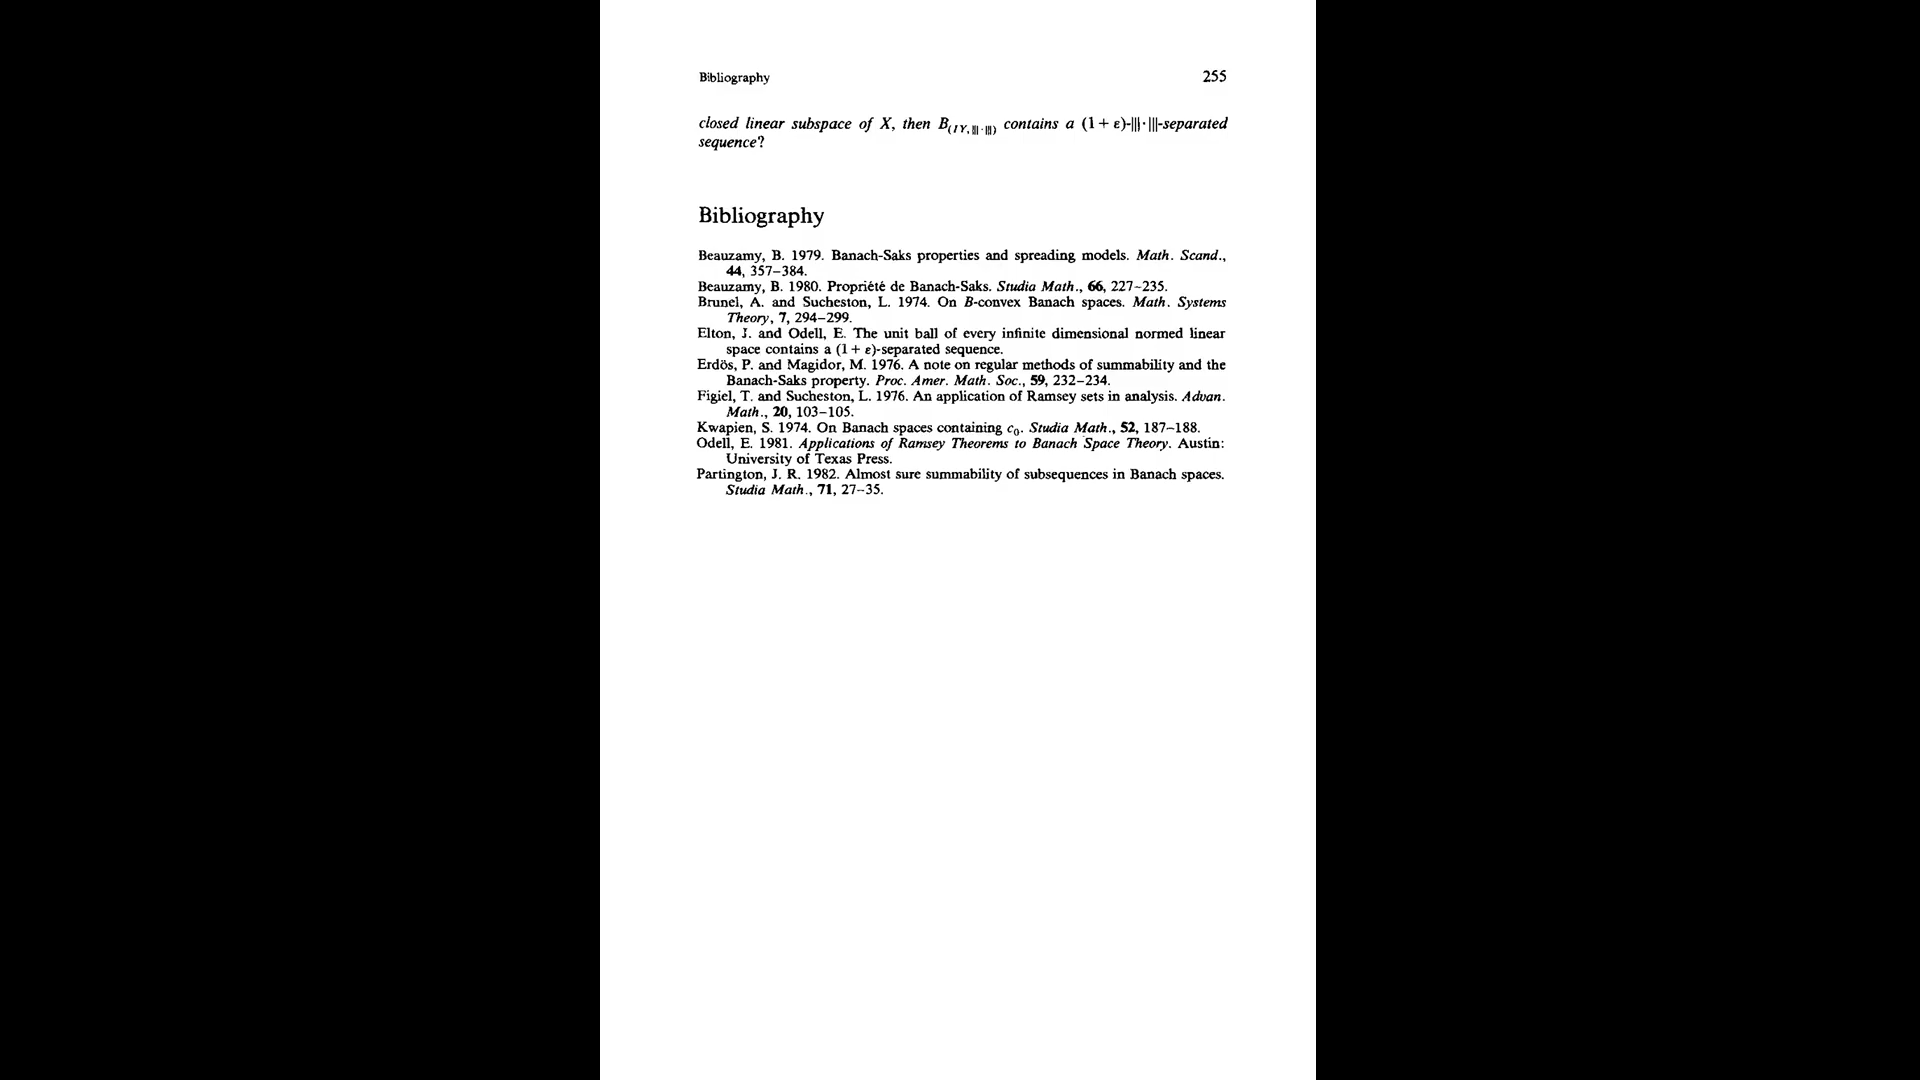 Bibliography 255
closed linear subspace of X, then B(IY, |||·|||) contains a (1 + ε)-|||·|||-separated
sequence?
Bibliography
Beauzamy, B. 1979. Banach-Saks properties and spreading models. Math. Scand.,
44, 357–384.
Beauzamy, B. 1980. Propriété de Banach-Saks. Studia Math., 66, 227–235.
Brunel, A. and Sucheston, L. 1974. On B-convex Banach spaces. Math. Systems
Theory, 7, 294–299.
Elton, J. and Odell, E. The unit ball of every infinite dimensional normed linear
space contains a (1 + ε)-separated sequence.
Erdös, P. and Magidor, M. 1976. A note on regular methods of summability and the
Banach-Saks property. Proc. Amer. Math. Soc., 59, 232–234.
Figiel, T. and Sucheston, L. 1976. An application of Ramsey sets in analysis. Advan.
Math., 20, 103–105.
Kwapien, S. 1974. On Banach spaces containing c₀. Studia Math., 52, 187–188.
Odell, E. 1981. Applications of Ramsey Theorems to Banach Space Theory. Austin:
University of Texas Press.
Partington, J. R. 1982. Almost sure summability of subsequences in Banach spaces.
Studia Math., 71, 27–35.